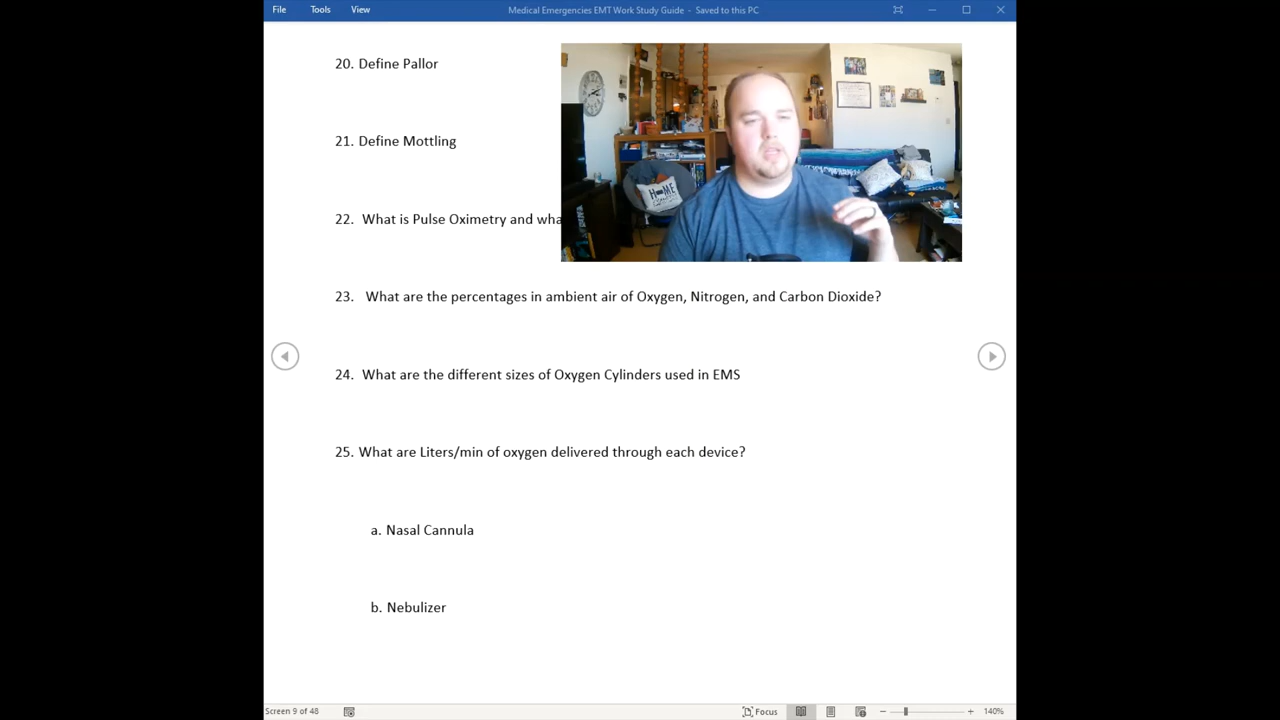 File Tools View Medical Emergencies EMT Work Study Guide - Saved to this PC
20. Define Pallor
21. Define Mottling
22. What is Pulse Oximetry and
23. What are the percentages in ambient air of Oxygen, Nitrogen, and Carbon Dioxide?
24. What are the different sizes of Oxygen Cylinders used in EMS
25. What are Liters/min of oxygen delivered through each device?
a. Nasal Cannula
b. Nebulizer
HOME
Screen 9 of 48 Focus 140%